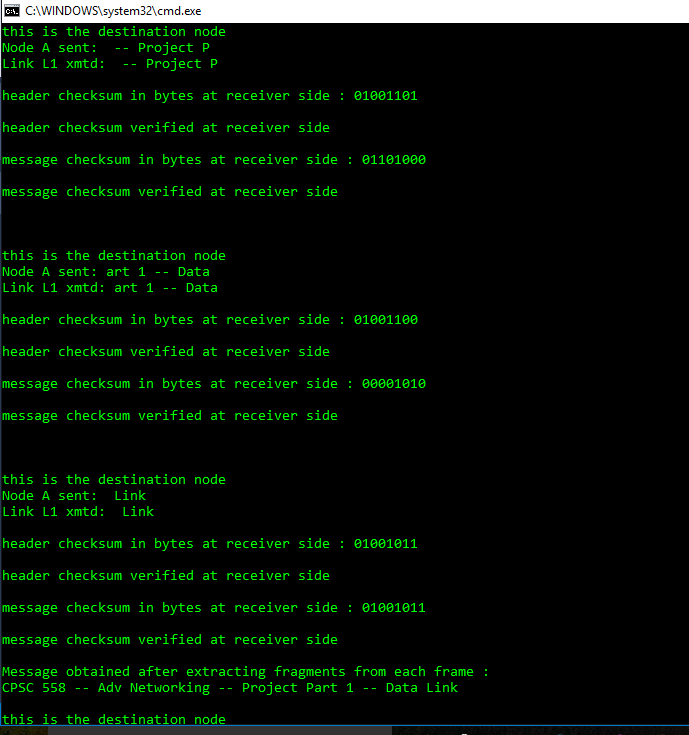 C:\WINDOWS\system32\cmd.exe
this is the destination node
Node A sent:  -- Project P
Link L1 xmtd:  -- Project P
header checksum in bytes at receiver side : 01001101
header checksum verified at receiver side
message checksum in bytes at receiver side : 01101000
message checksum verified at receiver side
this is the destination node
Node A sent: art 1 -- Data
Link L1 xmtd: art 1 -- Data
header checksum in bytes at receiver side : 01001100
header checksum verified at receiver side
message checksum in bytes at receiver side : 00001010
message checksum verified at receiver side
this is the destination node
Node A sent:  Link
Link L1 xmtd:  Link
header checksum in bytes at receiver side : 01001011
header checksum verified at receiver side
message checksum in bytes at receiver side : 01001011
message checksum verified at receiver side
Message obtained after extracting fragments from each frame :
CPSC 558 -- Adv Networking -- Project Part 1 -- Data Link
this is the destination node